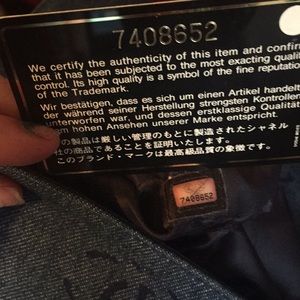 7408652
We certify the authenticity of this item and confirm
that it has been subjected to the most exacting quality
control. Its high quality is a symbol of the fine reputation
of the Trademark.
Wir bestätigen, dass es sich um einen Artikel handelt
der während seiner Herstellung strengsten Kontrollen
unterworfen war, und dessen erstklassige Qualität
dem hohen Ansehen unserer Marke entspricht.
の製品は厳しい管理のもとに製造されたシャネル
社の商品であることを証明いたします。
このブランド・マークは最高級品質の象徴です。
7408652